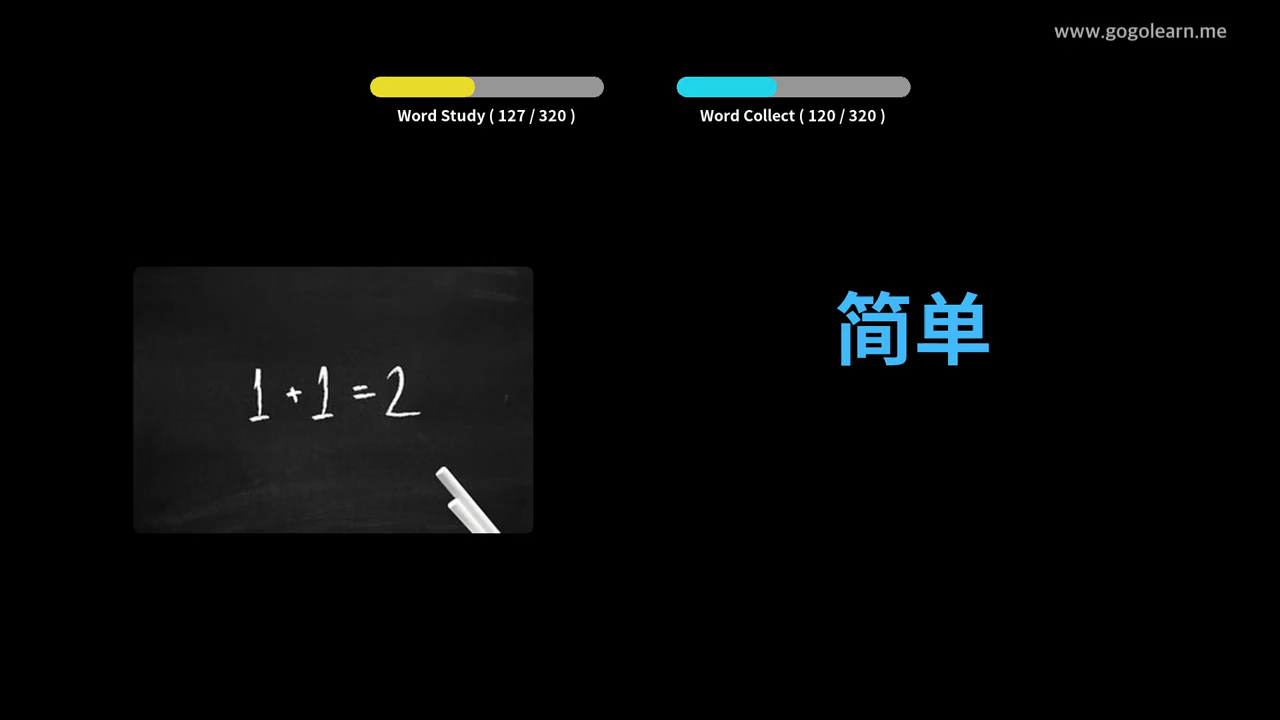 www.gogolearn.me
Word Study ( 127 / 320 )
Word Collect ( 120 / 320 )
简单
1 + 1 = 2